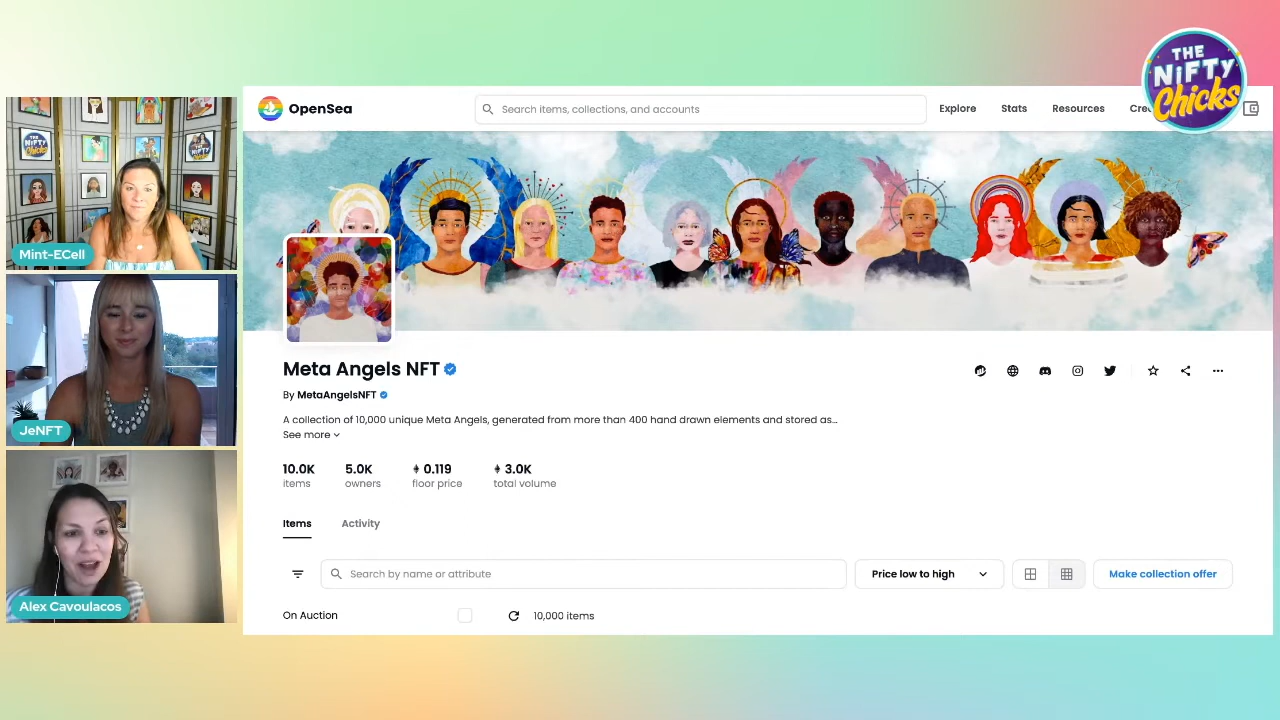 THE
NiFTy
Chicks
OpenSea
Search items, collections, and accounts
Explore
Stats
Resources
THE
NiFTY
Mint-ECell
JeNFT
Alex Cavoulacos
Meta Angels NFT
By MetaAngelsNFT
A collection of 10,000 unique Meta Angels, generated from more than 400 hand drawn elements and stored as…
See more
10.0K
5.0K
0.119
3.0K
items
owners
floor price
total volume
Items
Activity
Search by name or attribute
Price low to high
Make collection offer
On Auction
10,000 items